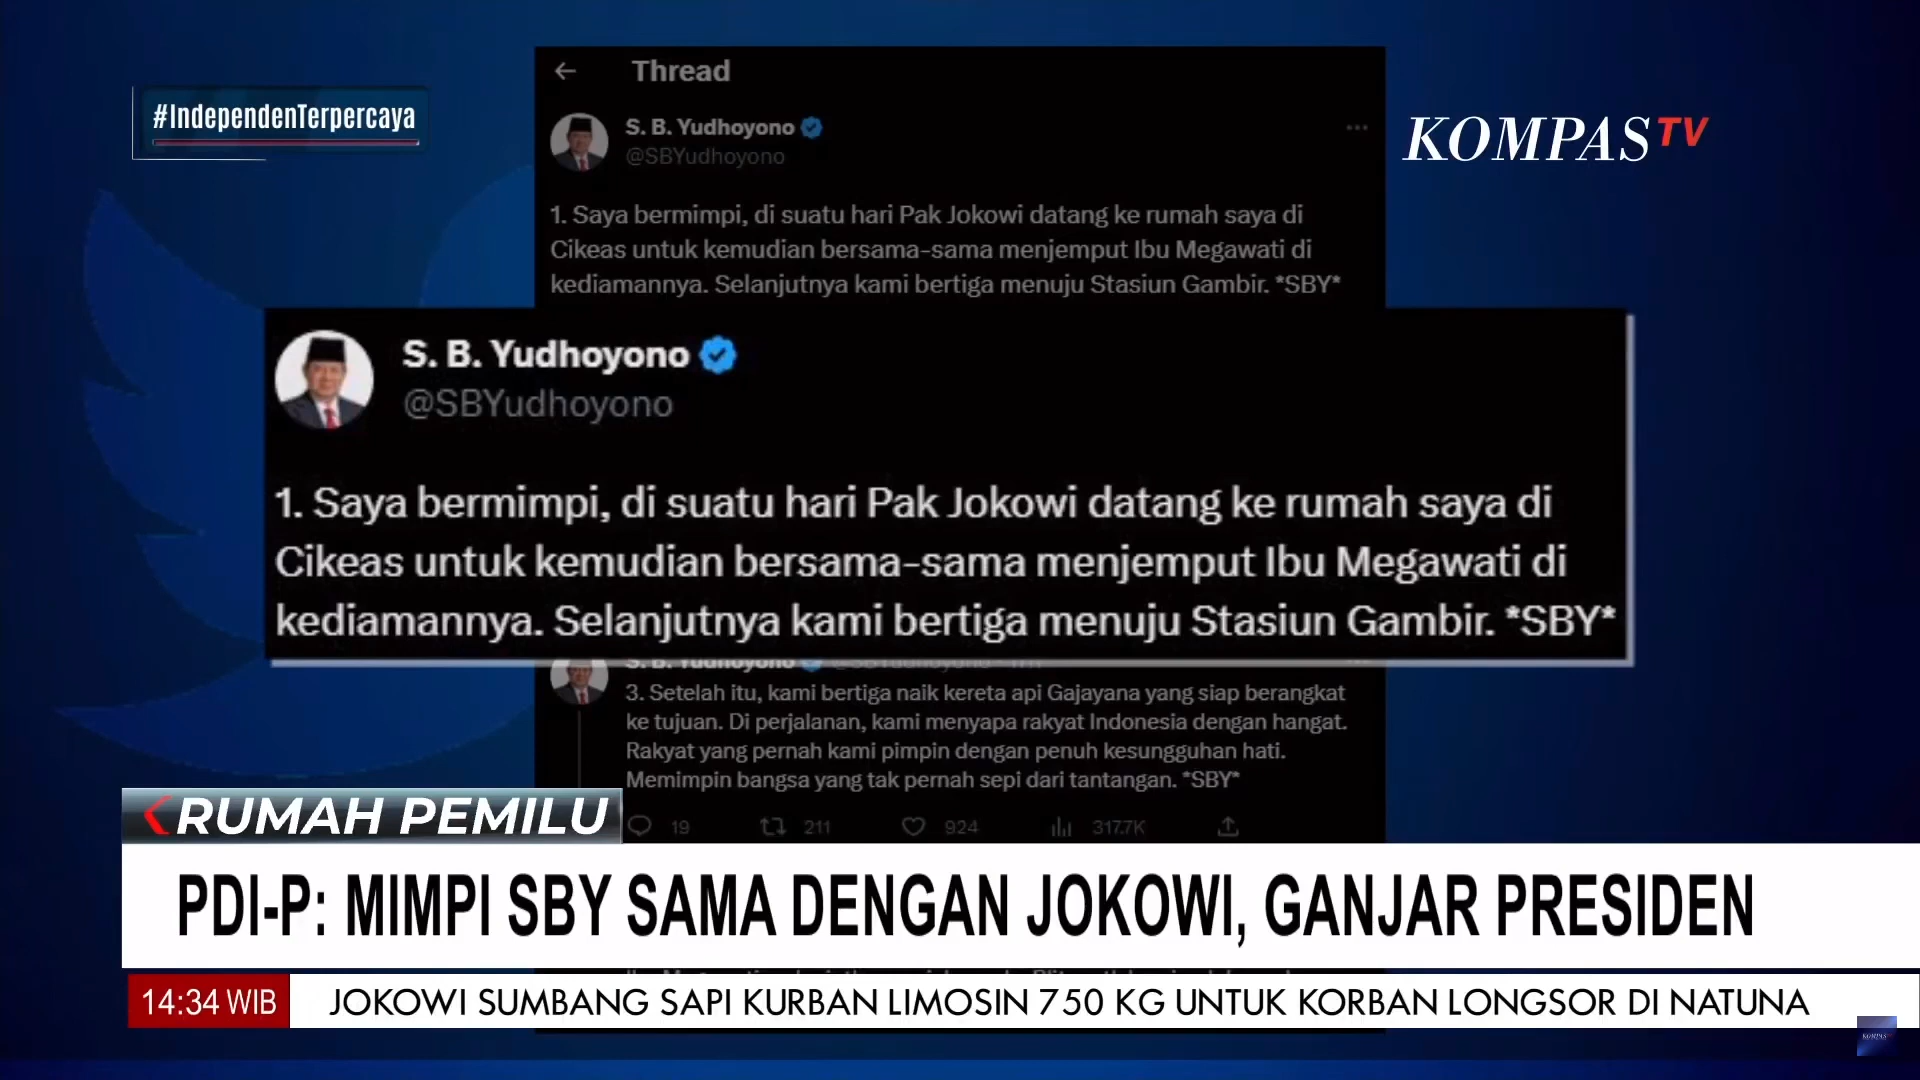 #IndependenTerpercaya
KOMPAS TV
Thread
S. B. Yudhoyono
@SBYudhoyono
1. Saya bermimpi, di suatu hari Pak Jokowi datang ke rumah saya di
Cikeas untuk kemudian bersama-sama menjemput Ibu Megawati di
kediamannya. Selanjutnya kami bertiga menuju Stasiun Gambir. *SBY*
S. B. Yudhoyono
@SBYudhoyono
1. Saya bermimpi, di suatu hari Pak Jokowi datang ke rumah saya di
Cikeas untuk kemudian bersama-sama menjemput Ibu Megawati di
kediamannya. Selanjutnya kami bertiga menuju Stasiun Gambir. *SBY*
S. B. Yudhoyono @SBYudhoyono
3. Setelah itu, kami bertiga naik kereta api Gajayana yang siap berangkat
ke tujuan. Di perjalanan, kami menyapa rakyat Indonesia dengan hangat.
Rakyat yang pernah kami pimpin dengan penuh kesungguhan hati.
Memimpin bangsa yang tak pernah sepi dari tantangan. *SBY*
19 211 924 317.7K
RUMAH PEMILU
PDI-P: MIMPI SBY SAMA DENGAN JOKOWI, GANJAR PRESIDEN
14:34 WIB JOKOWI SUMBANG SAPI KURBAN LIMOSIN 750 KG UNTUK KORBAN LONGSOR DI NATUNA
KOMPAS